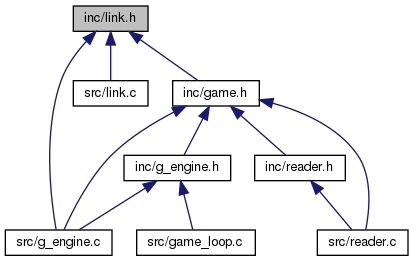 inc/link.h
src/link.c
inc/game.h
inc/g_engine.h
inc/reader.h
src/g_engine.c
src/game_loop.c
src/reader.c